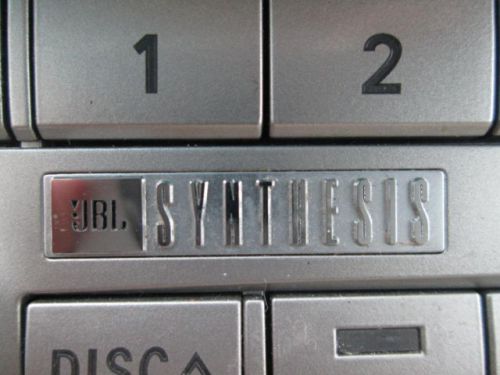 1 2
JBL SYNTHESIS
DISC ^